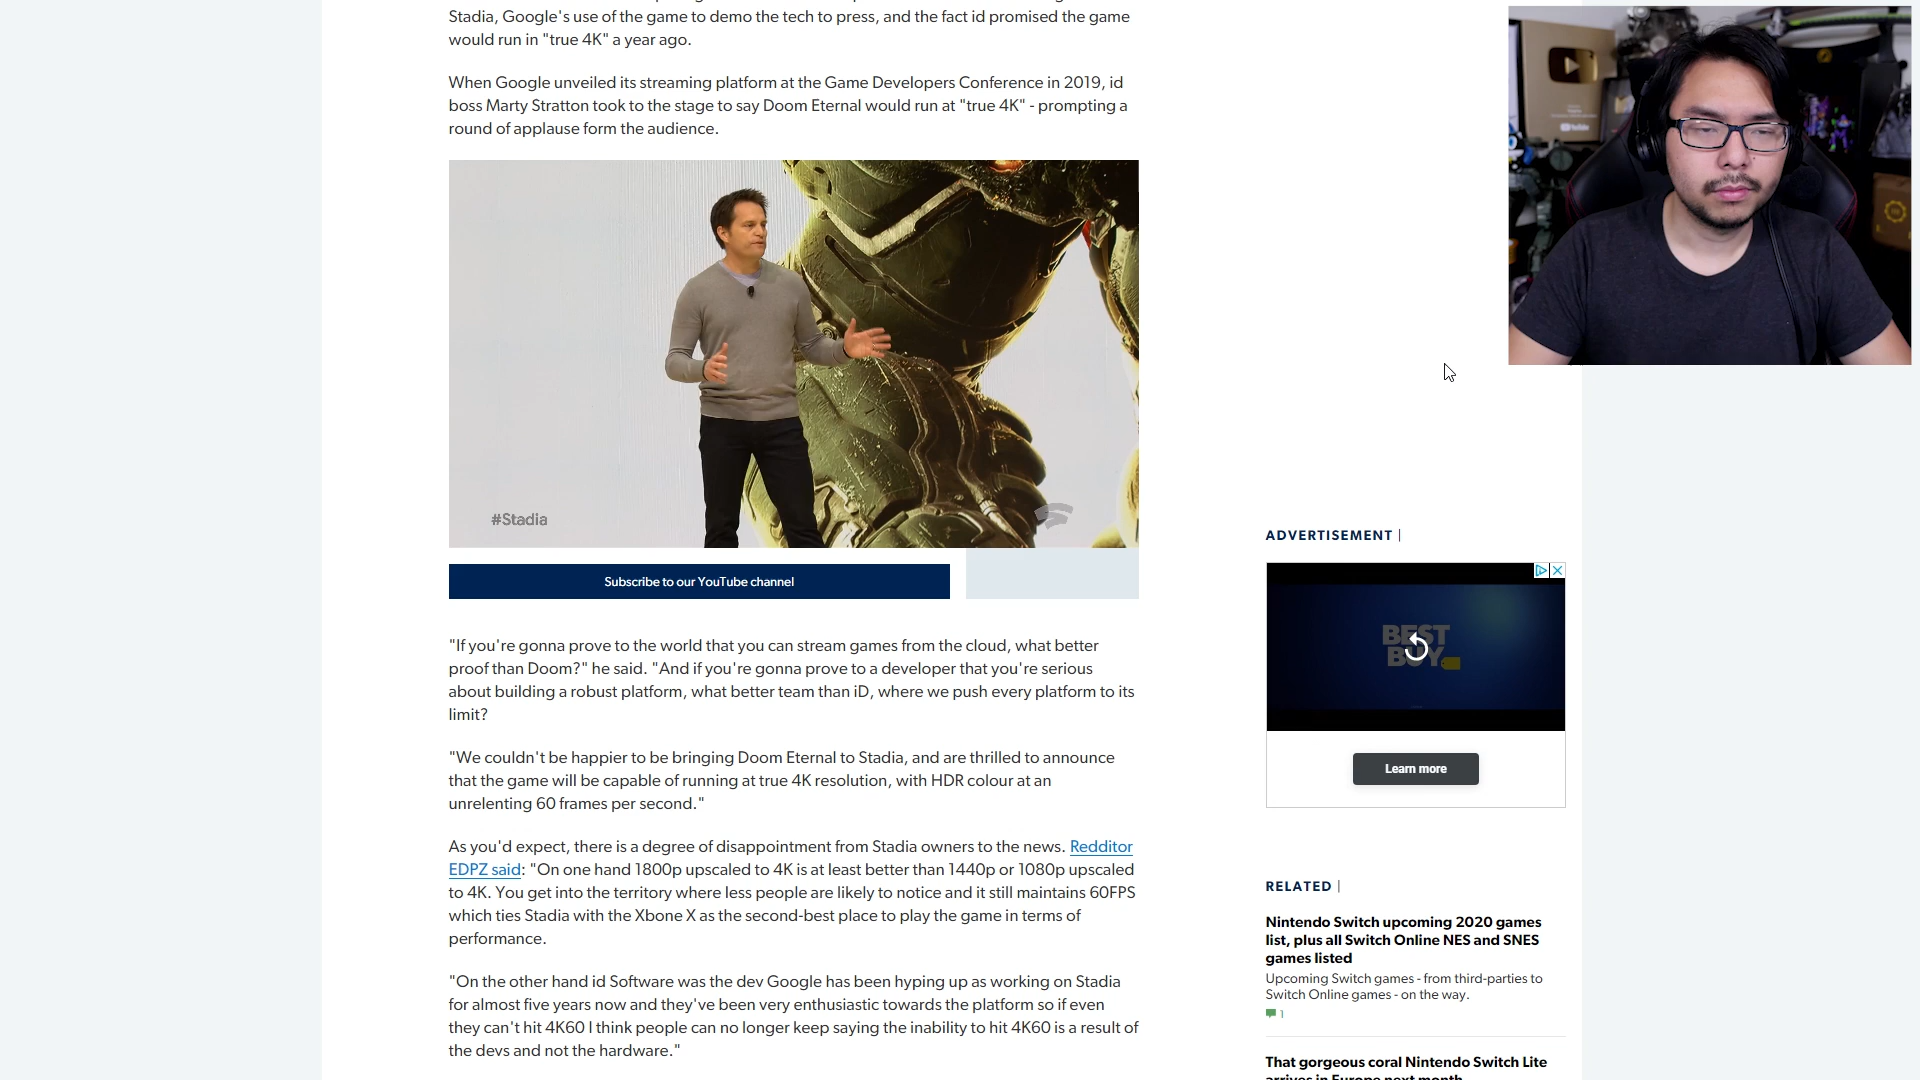 Stadia, Google's use of the game to demo the tech to press, and the fact id promised the game
would run in "true 4K" a year ago.
When Google unveiled its streaming platform at the Game Developers Conference in 2019, id
boss Marty Stratton took to the stage to say Doom Eternal would run at "true 4K" - prompting a
round of applause form the audience.
#Stadia
Subscribe to our YouTube channel
"If you're gonna prove to the world that you can stream games from the cloud, what better
proof than Doom?" he said. "And if you're gonna prove to a developer that you're serious
about building a robust platform, what better team than iD, where we push every platform to its
limit?
"We couldn't be happier to be bringing Doom Eternal to Stadia, and are thrilled to announce
that the game will be capable of running at true 4K resolution, with HDR colour at an
unrelenting 60 frames per second."
As you'd expect, there is a degree of disappointment from Stadia owners to the news. Redditor
EDPZ said: "On one hand 1800p upscaled to 4K is at least better than 1440p or 1080p upscaled
to 4K. You get into the territory where less people are likely to notice and it still maintains 60FPS
which ties Stadia with the Xbone X as the second-best place to play the game in terms of
performance.
"On the other hand id Software was the dev Google has been hyping up as working on Stadia
for almost five years now and they've been very enthusiastic towards the platform so if even
they can't hit 4K60 I think people can no longer keep saying the inability to hit 4K60 is a result of
the devs and not the hardware."
ADVERTISEMENT |
BEST
BUY
Learn more
RELATED |
Nintendo Switch upcoming 2020 games
list, plus all Switch Online NES and SNES
games listed
Upcoming Switch games - from third-parties to
Switch Online games - on the way.
1
That gorgeous coral Nintendo Switch Lite
arrives in Europe next month